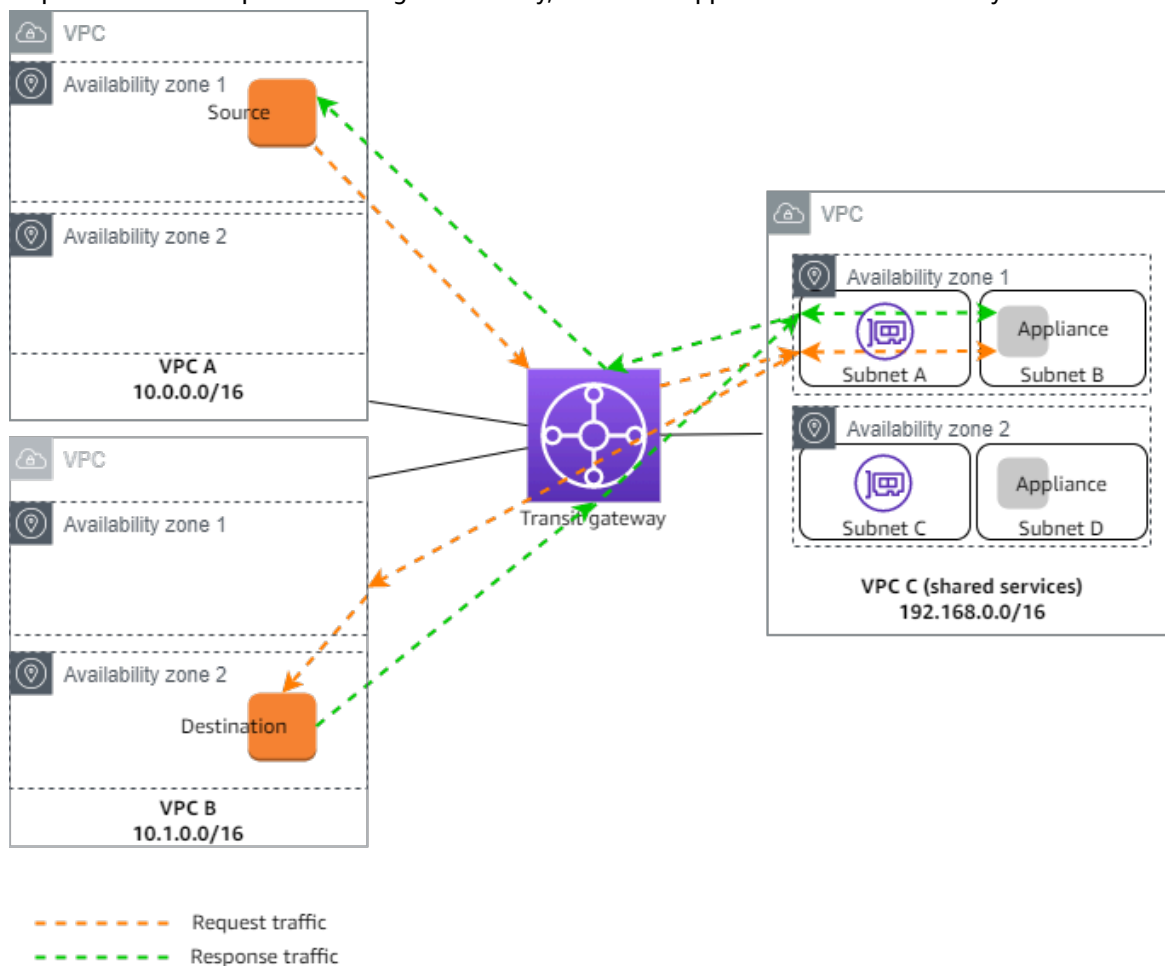 VPC
Availability zone 1
Source
Availability zone 2
VPC A
10.0.0.0/16
VPC
Availability zone 1
Availability zone 2
Destination
VPC B
10.1.0.0/16
Transit gateway
VPC
Availability zone 1
Appliance
Subnet A
Subnet B
Availability zone 2
Appliance
Subnet C
Subnet D
VPC C (shared services)
192.168.0.0/16
Request traffic
Response traffic